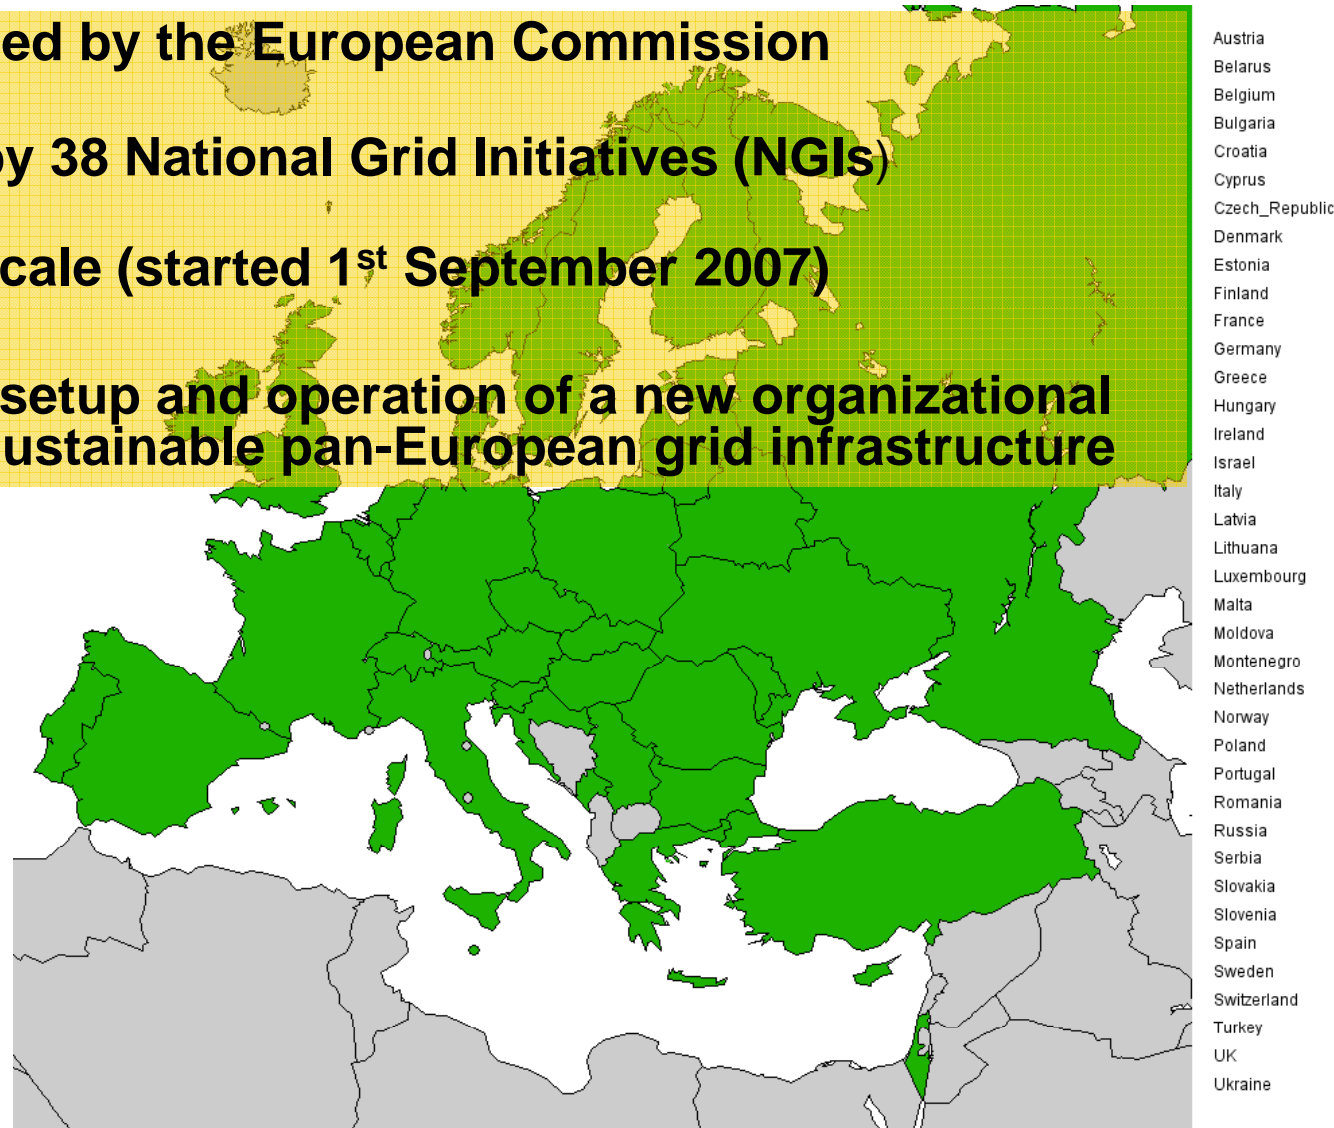 ed by the European Commission
by 38 National Grid Initiatives (NGIs)
cale (started 1st September 2007)
setup and operation of a new organizational
ustainable pan-European grid infrastructure
Austria
Belarus
Belgium
Bulgaria
Croatia
Cyprus
Czech_Republic
Denmark
Estonia
Finland
France
Germany
Greece
Hungary
Ireland
Israel
Italy
Latvia
Lithuana
Luxembourg
Malta
Moldova
Montenegro
Netherlands
Norway
Poland
Portugal
Romania
Russia
Serbia
Slovakia
Slovenia
Spain
Sweden
Switzerland
Turkey
UK
Ukraine